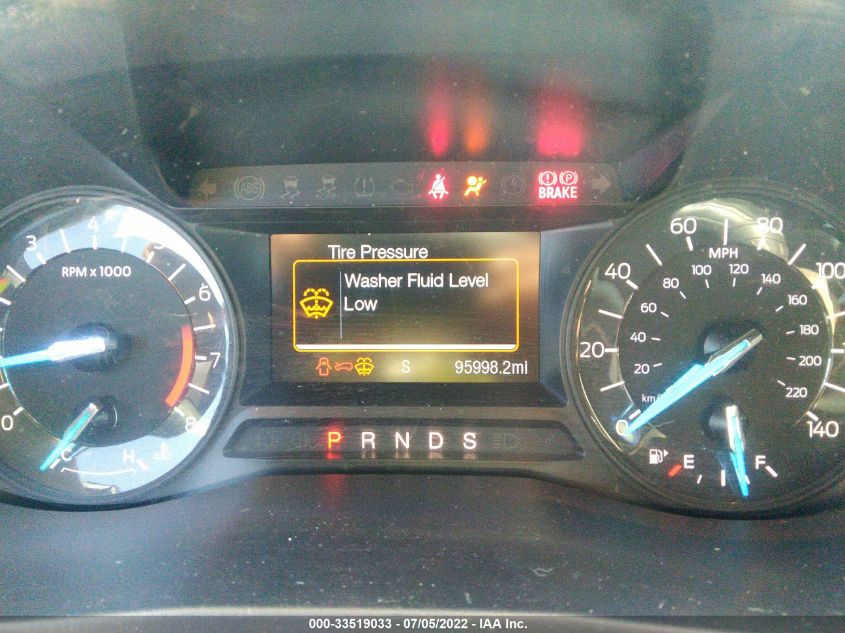 ABS
BRAKE
3 4 5
RPM x 1000
6
7
0 8
C H
Tire Pressure
Washer Fluid Level
Low
S 95998.2mi
P R N D S
60 80
MPH
40 100
100 120
80 140
60 160
20
40 180
20 200
km/
220
0 140
E F
000-33519033 - 07/05/2022 - IAA Inc.